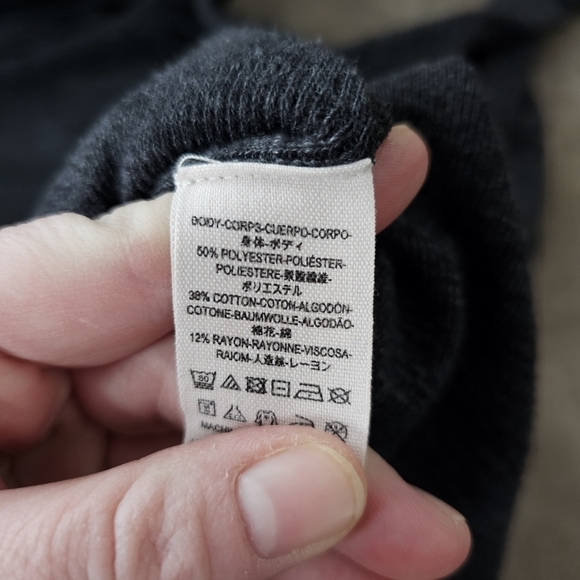 BODY-CORPS-CUERPO-CORPO-
身体-ボディ
50% POLYESTER-POLIÉSTER-
POLIESTERE-聚酯纖維-
ポリエステル
38% COTTON-COTON-ALGODÓN-
COTONE-BAUMWOLLE-ALGODÃO-
棉花-綿
12% RAYON-RAYONNE-VISCOSA-
RAIOM-人造絲-レーヨン